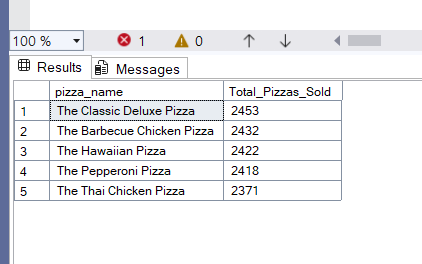 100 % 1 0
Results Messages
pizza_name Total_Pizzas_Sold
1 The Classic Deluxe Pizza 2453
2 The Barbecue Chicken Pizza 2432
3 The Hawaiian Pizza 2422
4 The Pepperoni Pizza 2418
5 The Thai Chicken Pizza 2371